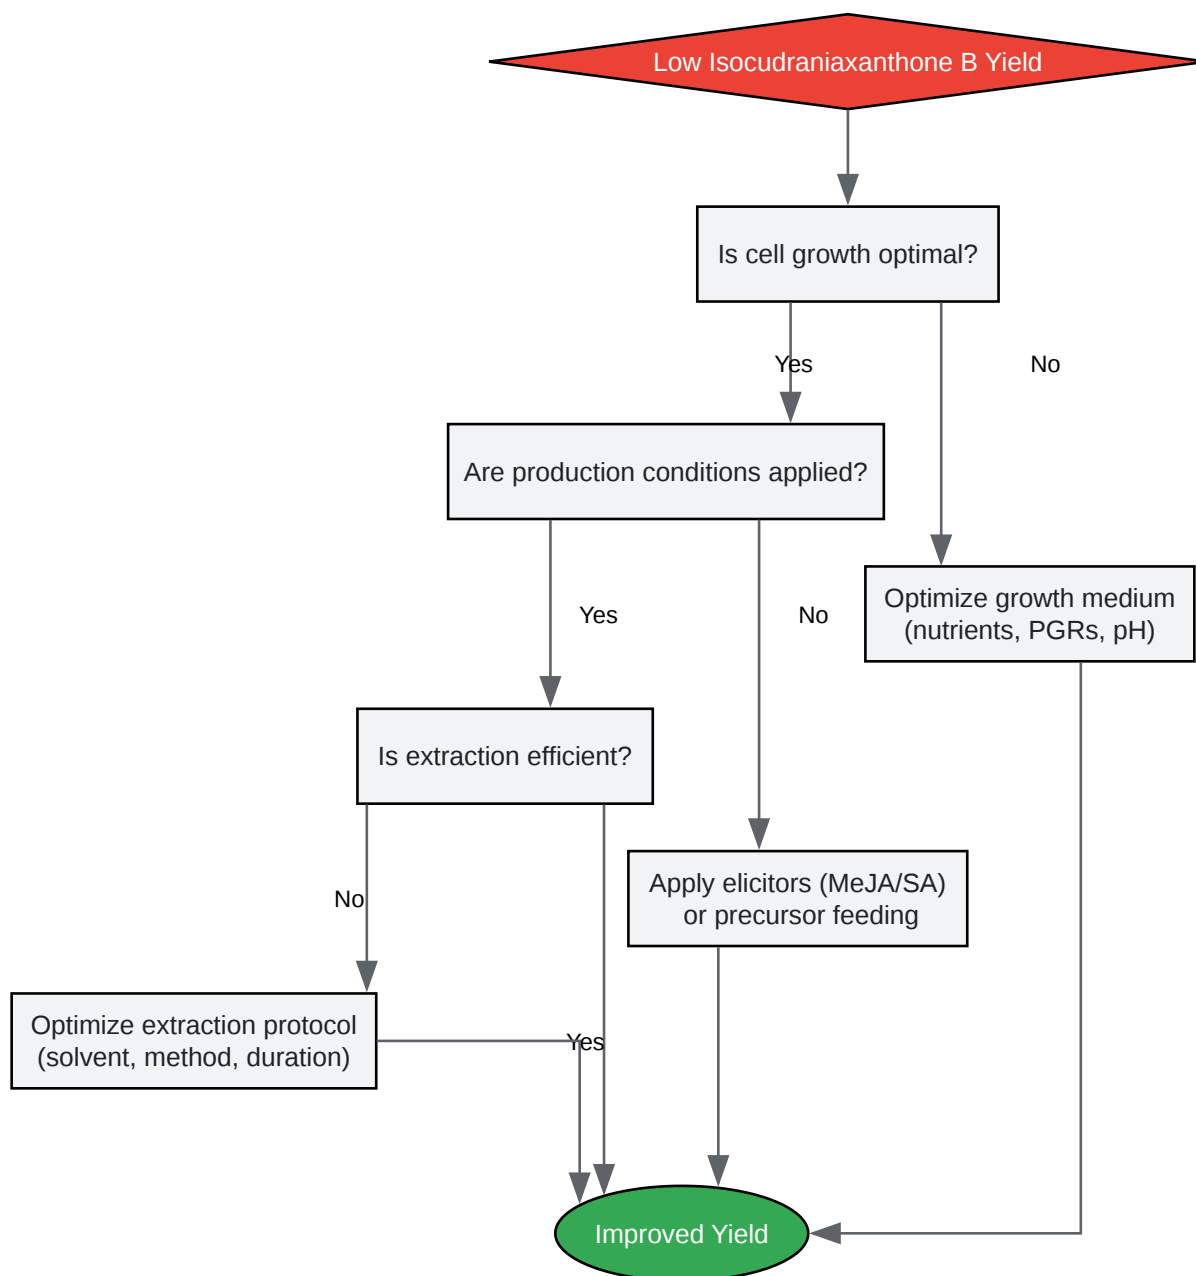 Low Isocudraniaxanthone B Yield
Is cell growth optimal?
Yes
No
Are production conditions applied?
Optimize growth medium
(nutrients, PGRs, pH)
Yes
No
Is extraction efficient?
Apply elicitors (MeJA/SA)
or precursor feeding
No
Optimize extraction protocol
(solvent, method, duration)
Yes
Improved Yield